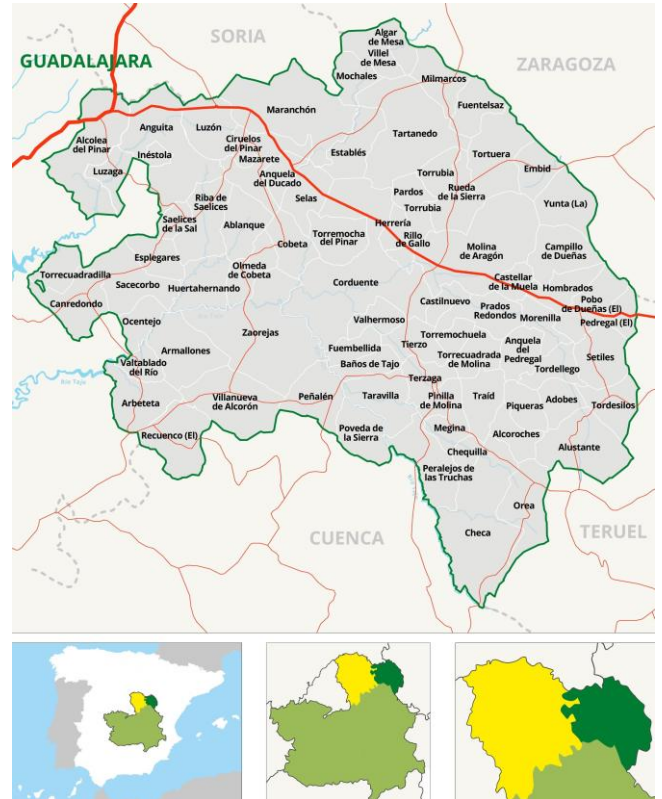 SORIA
GUADALAJARA
ZARAGOZA
Algar
de Mesa
Villel
de Mesa
Mochales
Milmarcos
Fuentelsaz
Maranchón
Anguita
Luzón
Tartanedo
Alcolea
del Pinar
Ciruelos
del Pinar
Establés
Inéstola
Mazarete
Tortuera
Luzaga
Anquela
del Ducado
Torrubia
Embid
Pardos
Rueda
de la Sierra
Riba de
Saelices
Selas
Yunta (La)
Torrubia
Saelices
de la Sal
Ablanque
Herrería
Torremocha
del Pinar
Rillo
de Gallo
Cobeta
Molina
de Aragón
Campillo
de Dueñas
Esplegares
Olmeda
de Cobeta
Torrecuadradilla
Sacecorbo
Huertahernando
Corduente
Castellar
de la Muela
Hombrados
Canredondo
Castilnuevo
Prados
Redondos
Pobo
de Dueñas (El)
Ocentejo
Valhermoso
Morenilla
Pedregal (El)
Zaorejas
Torremochuela
Armallones
Fuembellida
Tierzo
Anquela
del
Pedregal
Setiles
Valtablado
del Río
Baños de Tajo
Torrecuadrada
de Molina
Tordellego
Río Tajo
Terzaga
Arbeteta
Villanueva
de Alcorón
Peñalén
Taravilla
Pinilla
de Molina
Traíd
Piqueras
Adobes
Tordesilos
Recuenco (El)
Poveda de
la Sierra
Megina
Alcoroches
Chequilla
Alustante
Peralejos de
las Truchas
Orea
Checa
CUENCA
TERUEL